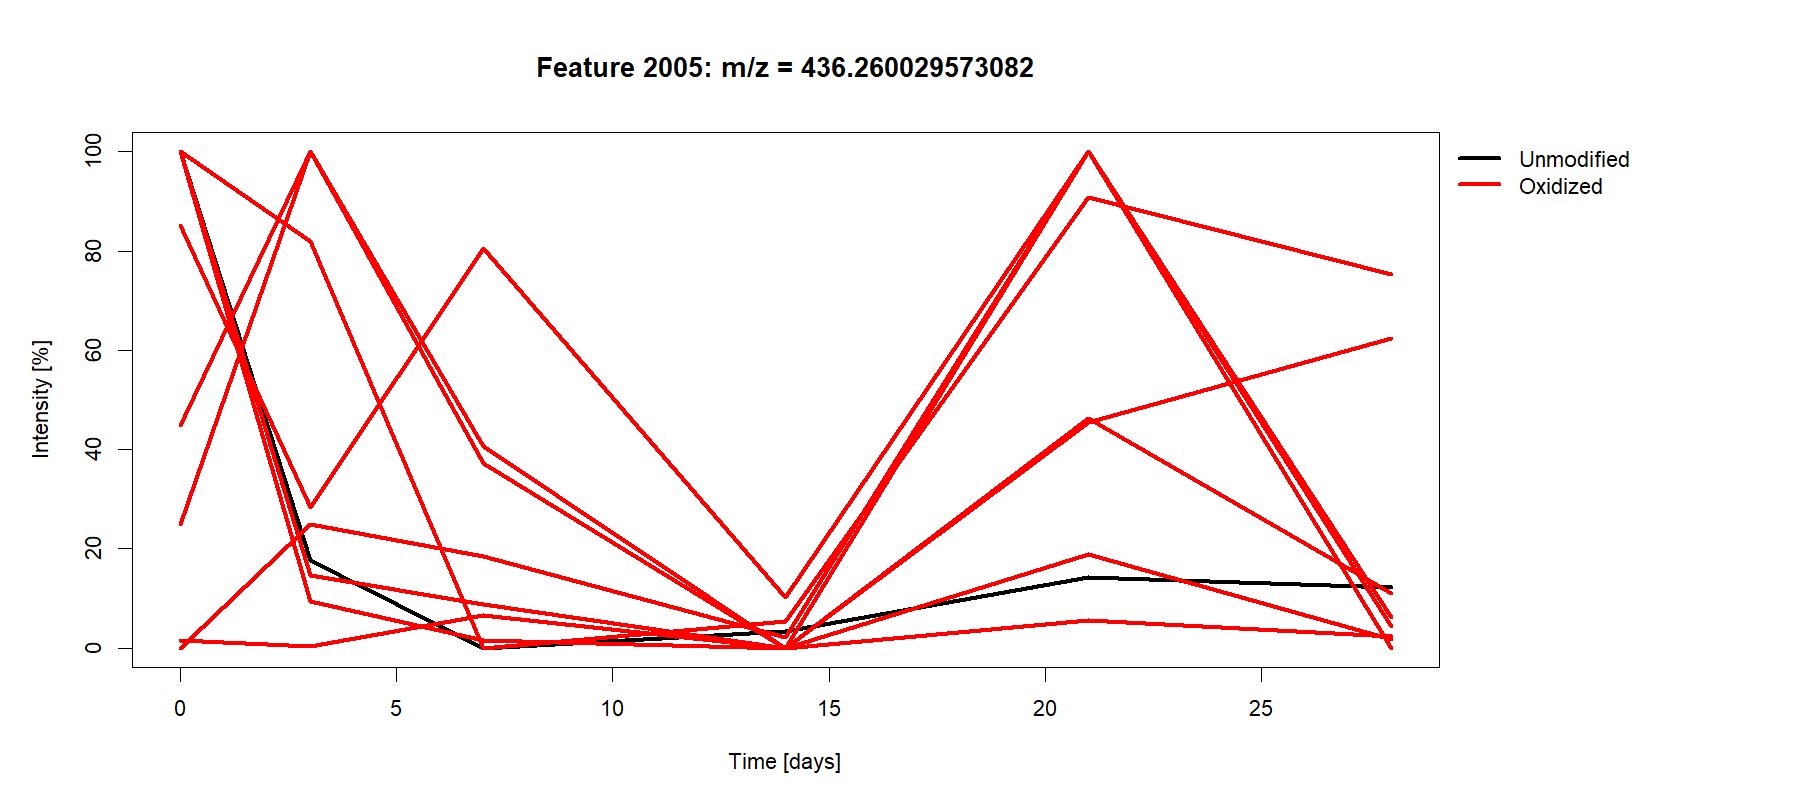 Feature 2005: m/z = 436.260029573082
100
80
60
40
20
0
Intensity [%]
0 5 10 15 20 25
Time [days]
Unmodified
Oxidized